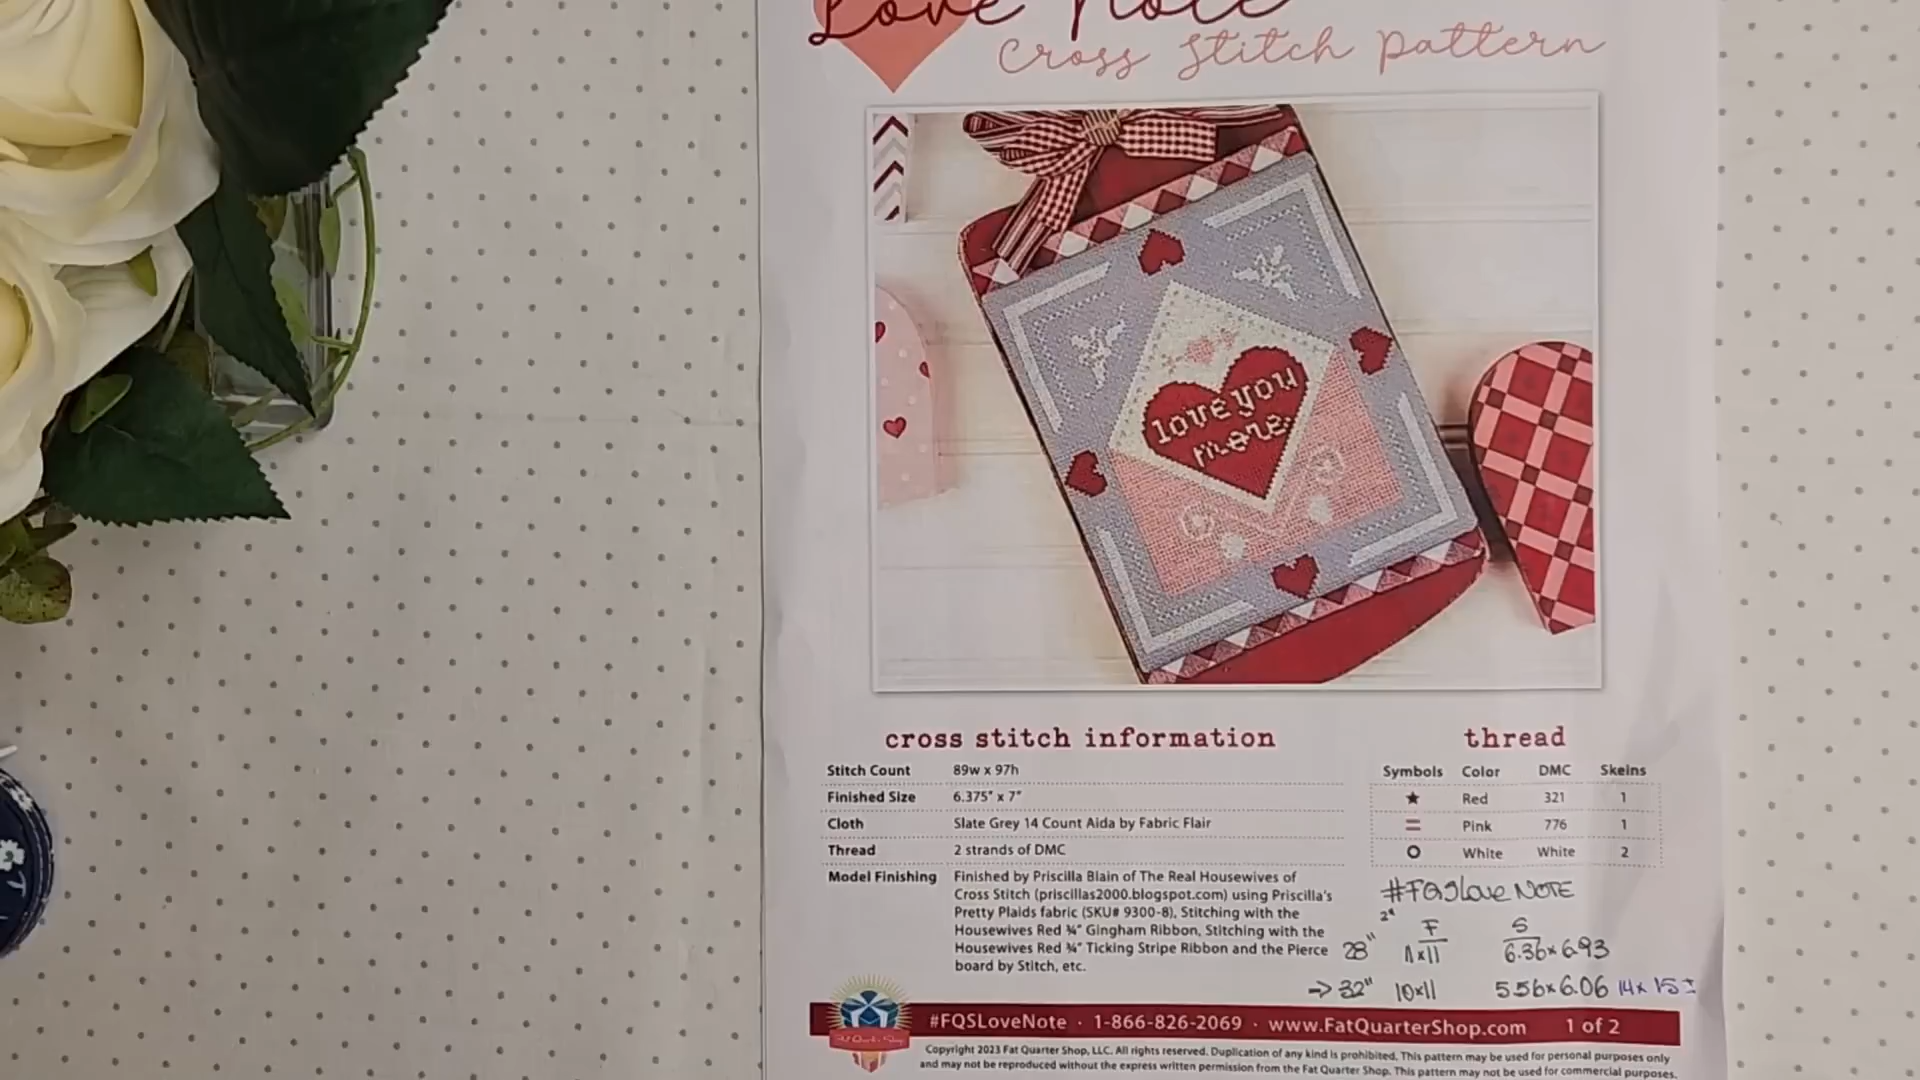 Love Note
Cross Stitch Pattern
love you
more
cross stitch information
Stitch Count 89w x 97h
Finished Size 6.375" x 7"
Cloth Slate Grey 14 Count Aida by Fabric Flair
Thread 2 strands of DMC
Model Finishing Finished by Priscilla Blain of The Real Housewives of
Cross Stitch (priscillas2000.blogspot.com) using Priscilla's
Pretty Plaids fabric (SKU# 9300-8), Stitching with the
Housewives Red ¾" Gingham Ribbon, Stitching with the
Housewives Red ¾" Ticking Stripe Ribbon and the Pierce
board by Stitch, etc.
thread
Symbols Color DMC Skeins
★ Red 321 1
= Pink 776 1
O White White 2
#FQSLove NOTE
2" F S
28" 11x11 6.36x6.93
→ 32" 10x11 5.56x6.06 14x15±
Fat Quarter Shop
#FQSLoveNote · 1-866-826-2069 · www.FatQuarterShop.com 1 of 2
Copyright 2023 Fat Quarter Shop, LLC. All rights reserved. Duplication of any kind is prohibited. This pattern may be used for personal purposes only
and may not be reproduced without the express written permission from the Fat Quarter Shop. This pattern may not be used for commercial purposes.